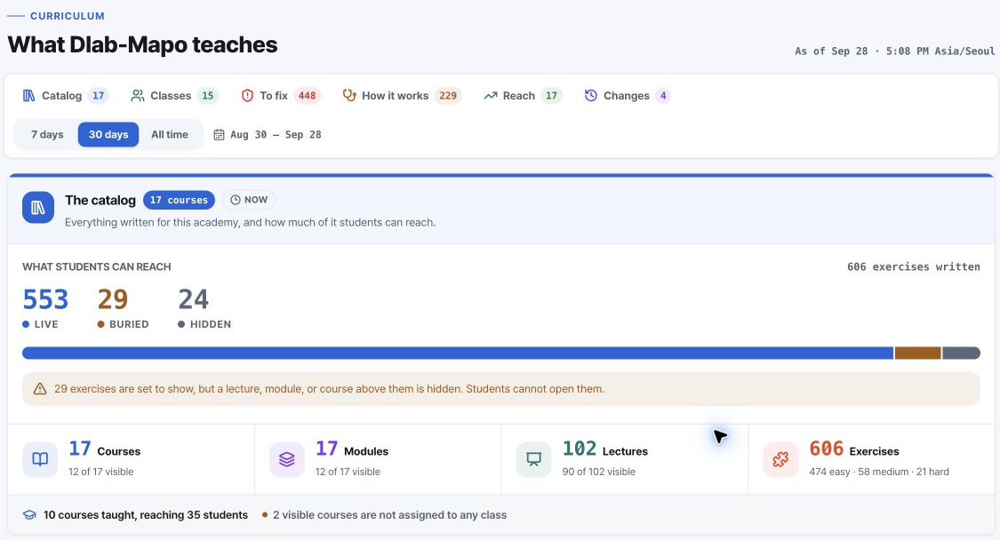 CURRICULUM
What Dlab-Mapo teaches
As of Sep 28 · 5:08 PM Asia/Seoul
Catalog 17 Classes 15 To fix 448 How it works 229 Reach 17 Changes 4
7 days 30 days All time Aug 30 — Sep 28
The catalog 17 courses NOW
Everything written for this academy, and how much of it students can reach.
WHAT STUDENTS CAN REACH 606 exercises written
553 29 24
LIVE BURIED HIDDEN
29 exercises are set to show, but a lecture, module, or course above them is hidden. Students cannot open them.
17 Courses 17 Modules 102 Lectures 606 Exercises
12 of 17 visible 12 of 17 visible 90 of 102 visible 474 easy · 58 medium · 21 hard
10 courses taught, reaching 35 students 2 visible courses are not assigned to any class